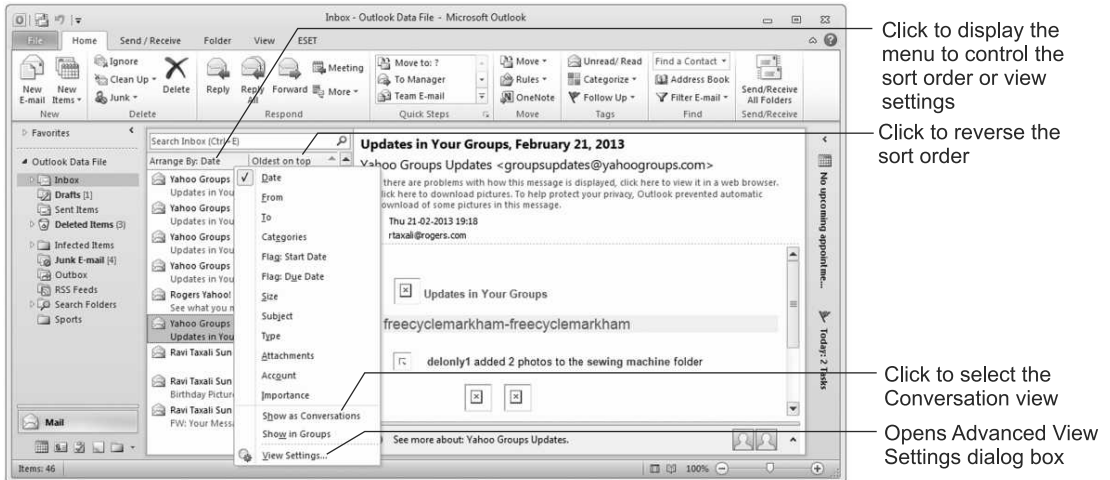 Inbox - Outlook Data File - Microsoft Outlook
File Home Send / Receive Folder View ESET
New E-mail
New Items
Ignore
Clean Up
Junk
Delete
Reply
Reply All
Forward
Meeting
More
Move to: ?
To Manager
Team E-mail
Move
Rules
OneNote
Unread/ Read
Categorize
Follow Up
Find a Contact
Address Book
Filter E-mail
Send/Receive All Folders
New Delete Respond Quick Steps Move Tags Find Send/Receive
Favorites
Outlook Data File
Inbox
Drafts [1]
Sent Items
Deleted Items (3)
Infected Items
Junk E-mail [4]
Outbox
RSS Feeds
Search Folders
Sports
Mail
Items: 46
Search Inbox (Ctrl+E)
Arrange By: Date Oldest on top
Yahoo Groups
Updates in You
Yahoo Groups
Updates in You
Yahoo Groups
Updates in You
Yahoo Groups
Updates in You
Rogers Yahoo!
See what you
Yahoo Groups
Updates in You
Ravi Taxali Sun
Ravi Taxali Sun
Birthday Picture
Ravi Taxali Sun
FW: Your Mess
Date
From
To
Categories
Flag: Start Date
Flag: Due Date
Size
Subject
Type
Attachments
Account
Importance
Show as Conversations
Show in Groups
View Settings...
Updates in Your Groups, February 21, 2013
Yahoo Groups Updates <groupsupdates@yahoogroups.com>
there are problems with how this message is displayed, click here to view it in a web browser.
lick here to download pictures. To help protect your privacy, Outlook prevented automatic
ownload of some pictures in this message.
Thu 21-02-2013 19:18
rtaxali@rogers.com
Updates in Your Groups
freecyclemarkham-freecyclemarkham
delonly1 added 2 photos to the sewing machine folder
See more about: Yahoo Groups Updates.
No upcoming appointme...
Today: 2 Tasks
100%
Click to display the
menu to control the
sort order or view
settings
Click to reverse the
sort order
Click to select the
Conversation view
Opens Advanced View
Settings dialog box